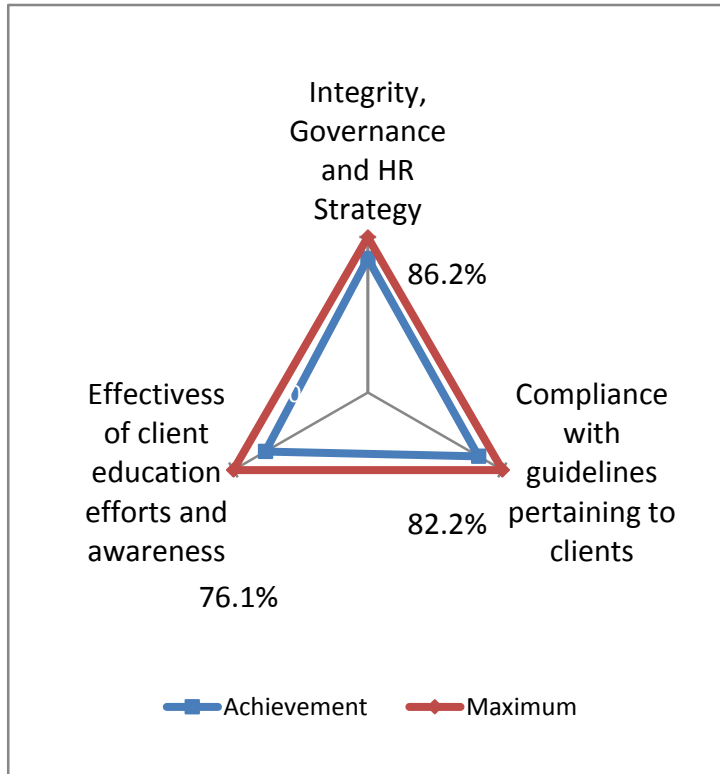 Integrity,
Governance
and HR
Strategy
86.2%
Effectivess
of client
education
efforts and
awareness
76.1%
Compliance
with
guidelines
pertaining to
clients
82.2%
0
Achievement
Maximum